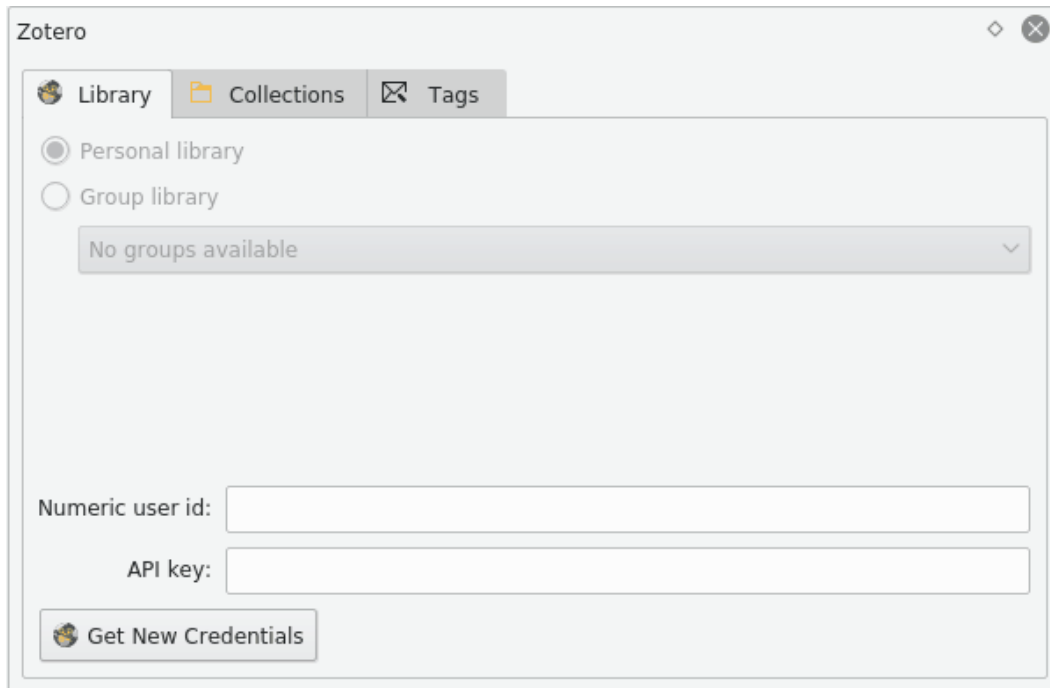 Zotero
Library Collections Tags
Personal library
Group library
No groups available
Numeric user id:
API key:
Get New Credentials